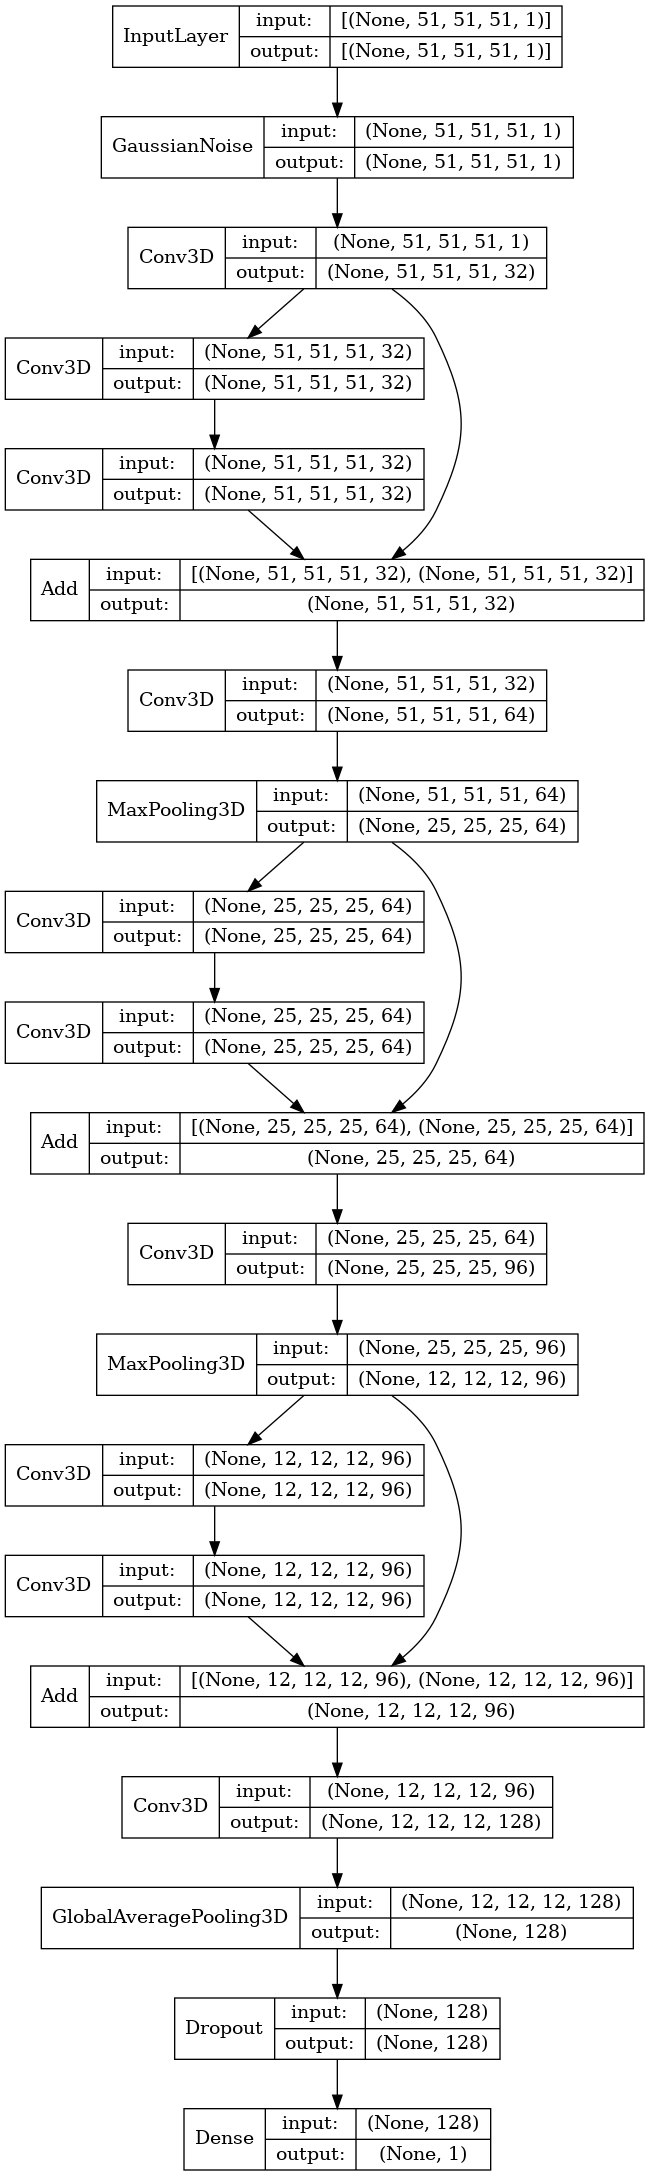 InputLayer
input: [(None, 51, 51, 51, 1)]
output: [(None, 51, 51, 51, 1)]
GaussianNoise
input: (None, 51, 51, 51, 1)
output: (None, 51, 51, 51, 1)
Conv3D
input: (None, 51, 51, 51, 1)
output: (None, 51, 51, 51, 32)
Conv3D
input: (None, 51, 51, 51, 32)
output: (None, 51, 51, 51, 32)
Conv3D
input: (None, 51, 51, 51, 32)
output: (None, 51, 51, 51, 32)
Add
input: [(None, 51, 51, 51, 32), (None, 51, 51, 51, 32)]
output: (None, 51, 51, 51, 32)
Conv3D
input: (None, 51, 51, 51, 32)
output: (None, 51, 51, 51, 64)
MaxPooling3D
input: (None, 51, 51, 51, 64)
output: (None, 25, 25, 25, 64)
Conv3D
input: (None, 25, 25, 25, 64)
output: (None, 25, 25, 25, 64)
Conv3D
input: (None, 25, 25, 25, 64)
output: (None, 25, 25, 25, 64)
Add
input: [(None, 25, 25, 25, 64), (None, 25, 25, 25, 64)]
output: (None, 25, 25, 25, 64)
Conv3D
input: (None, 25, 25, 25, 64)
output: (None, 25, 25, 25, 96)
MaxPooling3D
input: (None, 25, 25, 25, 96)
output: (None, 12, 12, 12, 96)
Conv3D
input: (None, 12, 12, 12, 96)
output: (None, 12, 12, 12, 96)
Conv3D
input: (None, 12, 12, 12, 96)
output: (None, 12, 12, 12, 96)
Add
input: [(None, 12, 12, 12, 96), (None, 12, 12, 12, 96)]
output: (None, 12, 12, 12, 96)
Conv3D
input: (None, 12, 12, 12, 96)
output: (None, 12, 12, 12, 128)
GlobalAveragePooling3D
input: (None, 12, 12, 12, 128)
output: (None, 128)
Dropout
input: (None, 128)
output: (None, 128)
Dense
input: (None, 128)
output: (None, 1)